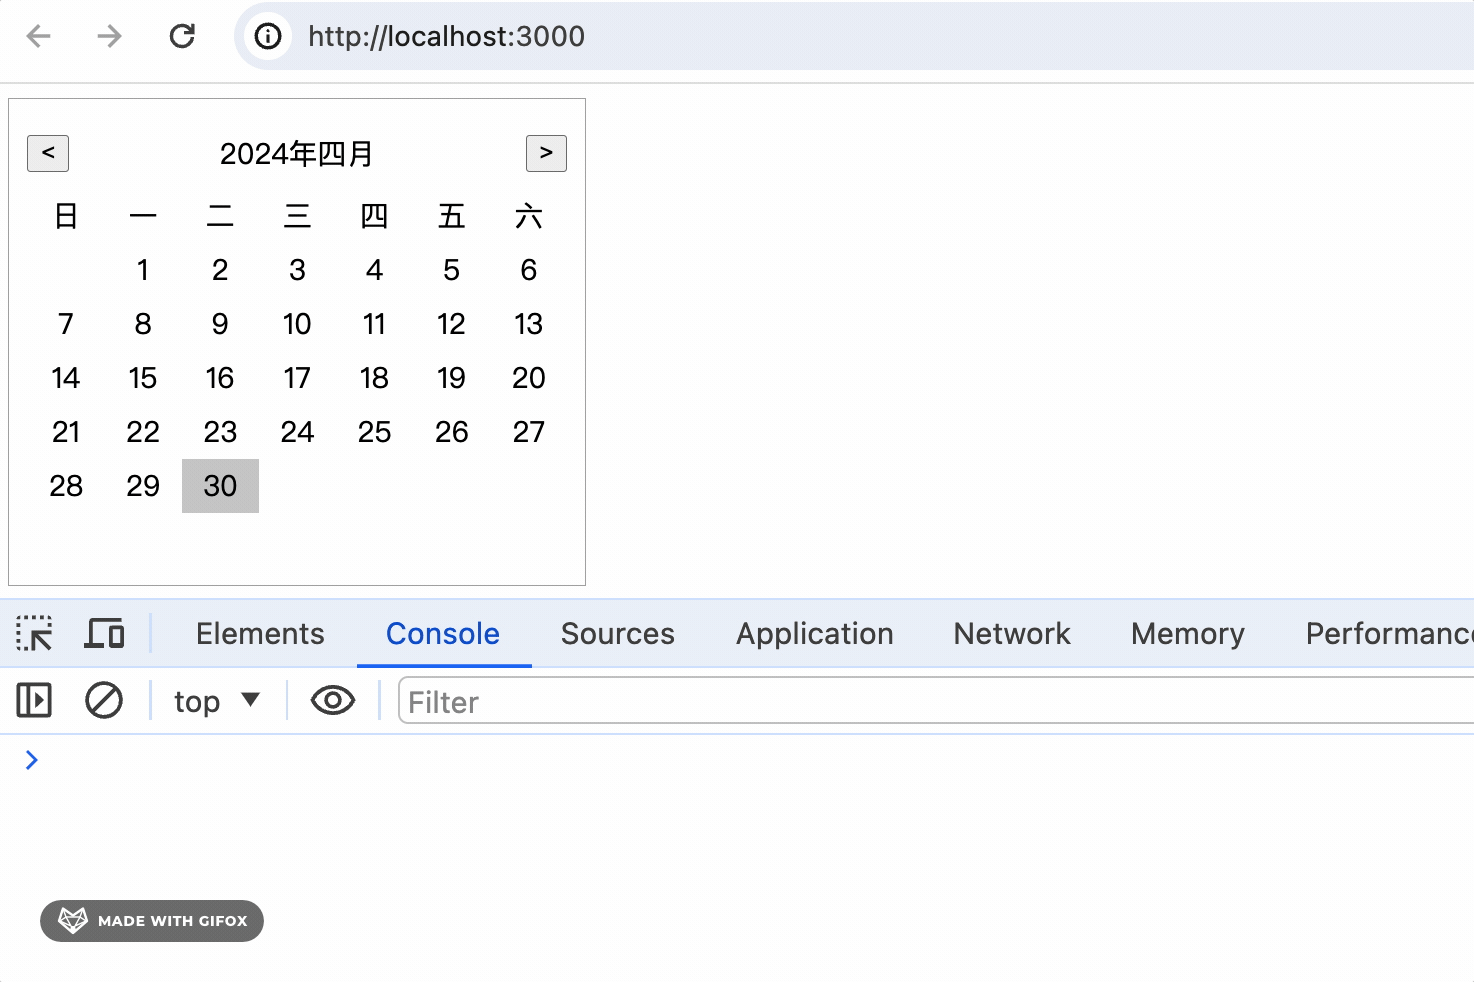 http://localhost:3000
< 2024年四月 >
日 一 二 三 四 五 六
1 2 3 4 5 6
7 8 9 10 11 12 13
14 15 16 17 18 19 20
21 22 23 24 25 26 27
28 29 30
Elements Console Sources Application Network Memory Performanc
top Filter
MADE WITH GIFOX